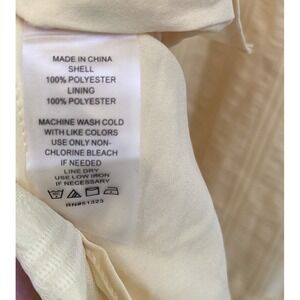 MADE IN CHINA
SHELL
100% POLYESTER
LINING
100% POLYESTER
MACHINE WASH COLD
WITH LIKE COLORS
USE ONLY NON-
CHLORINE BLEACH
IF NEEDED
LINE DRY
USE LOW IRON
IF NECESSARY
RN#51323